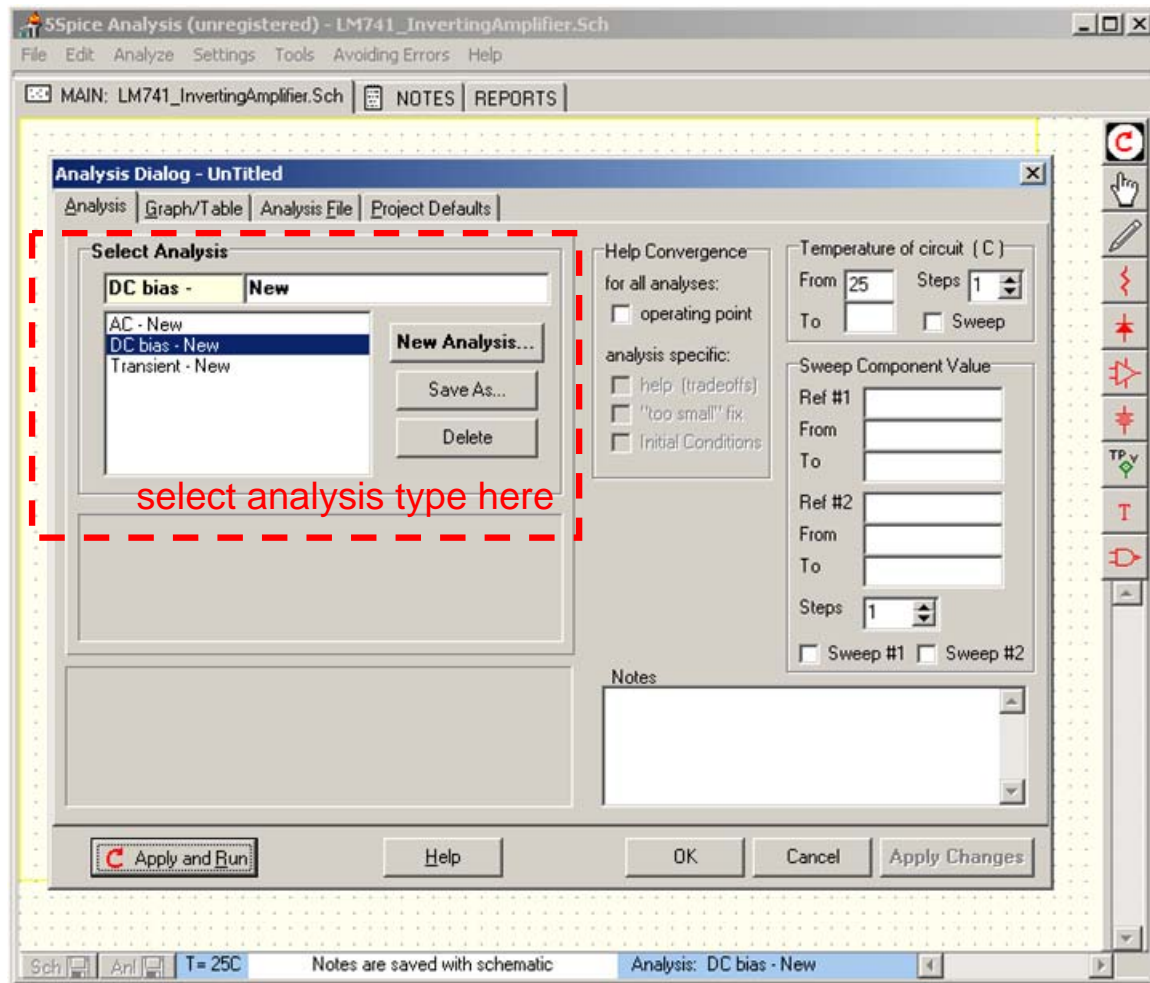 5Spice Analysis (unregistered) - LM741_InvertingAmplifier.Sch
File Edit Analyze Settings Tools Avoiding Errors Help
MAIN: LM741_InvertingAmplifier.Sch NOTES REPORTS
Analysis Dialog - UnTitled
Analysis Graph/Table Analysis File Project Defaults
Select Analysis
DC bias - New
AC - New
DC bias - New
Transient - New
New Analysis...
Save As...
Delete
select analysis type here
Help Convergence
for all analyses:
operating point
analysis specific:
help (tradeoffs)
"too small" fix
Initial Conditions
Temperature of circuit ( C )
From 25 Steps 1
To Sweep
Sweep Component Value
Ref #1
From
To
Ref #2
From
To
Steps 1
Sweep #1 Sweep #2
Notes
C Apply and Run Help OK Cancel Apply Changes
C
TP V
T
Sch Anl T= 25C Notes are saved with schematic Analysis: DC bias - New